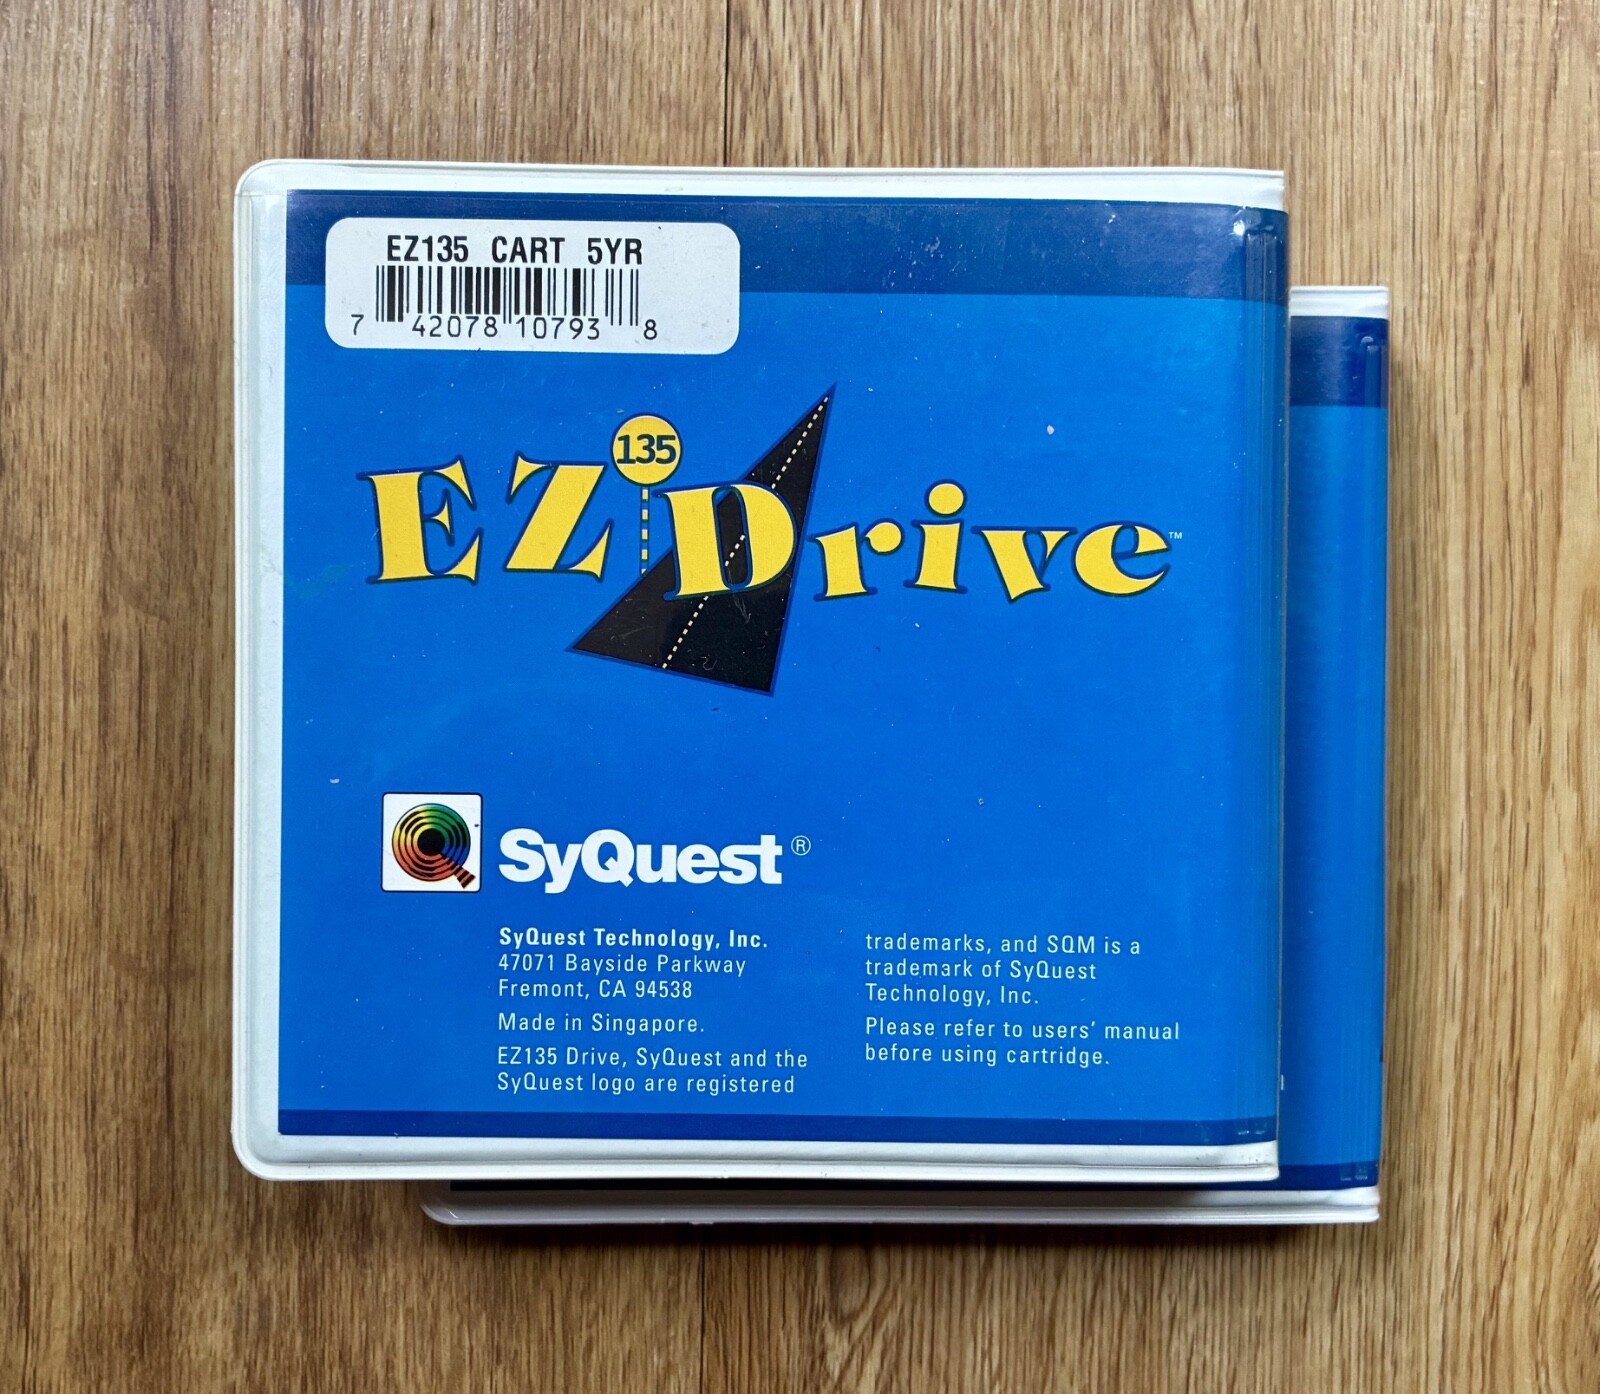 EZ135 CART 5YR
7 42078 10793 8
135
EZ Drive™
SyQuest®
SyQuest Technology, Inc.
47071 Bayside Parkway
Fremont, CA 94538
Made in Singapore.
EZ135 Drive, SyQuest and the
SyQuest logo are registered
trademarks, and SQM is a
trademark of SyQuest
Technology, Inc.
Please refer to users’ manual
before using cartridge.